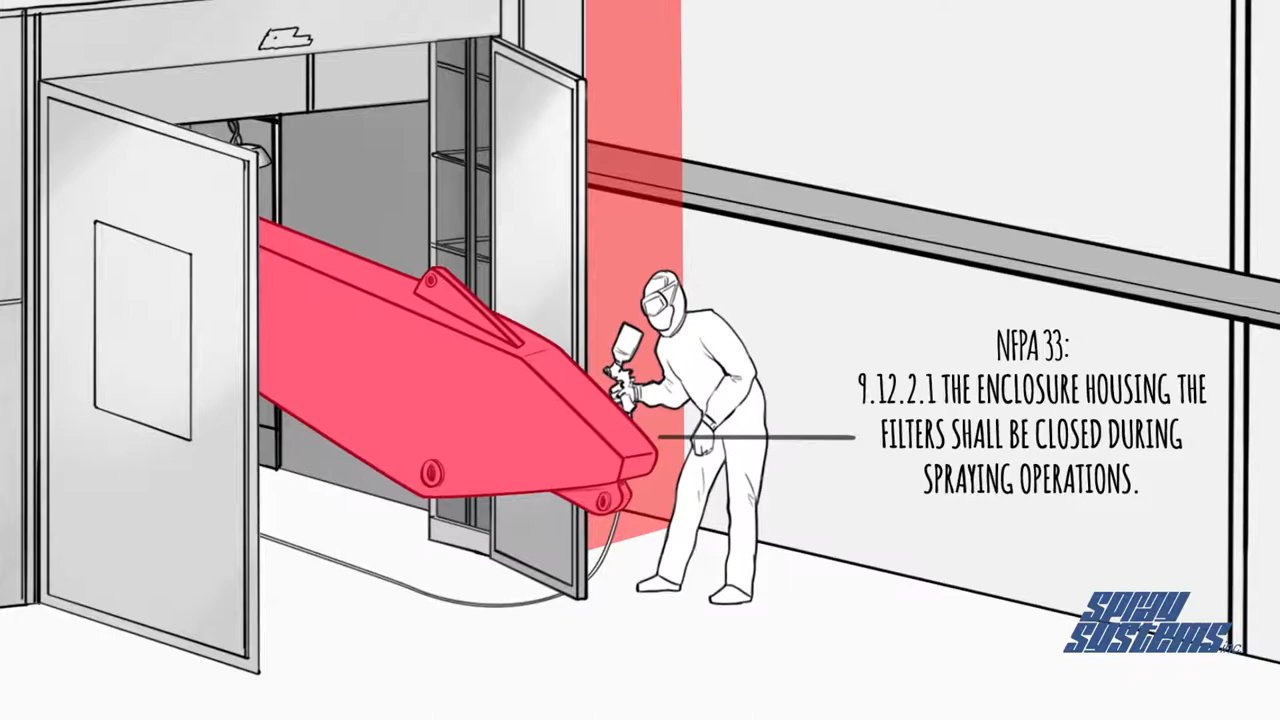 NFPA 33:
9.12.2.1 THE ENCLOSURE HOUSING THE
FILTERS SHALL BE CLOSED DURING
SPRAYING OPERATIONS.
SPRAY
SYSTEMS INC.